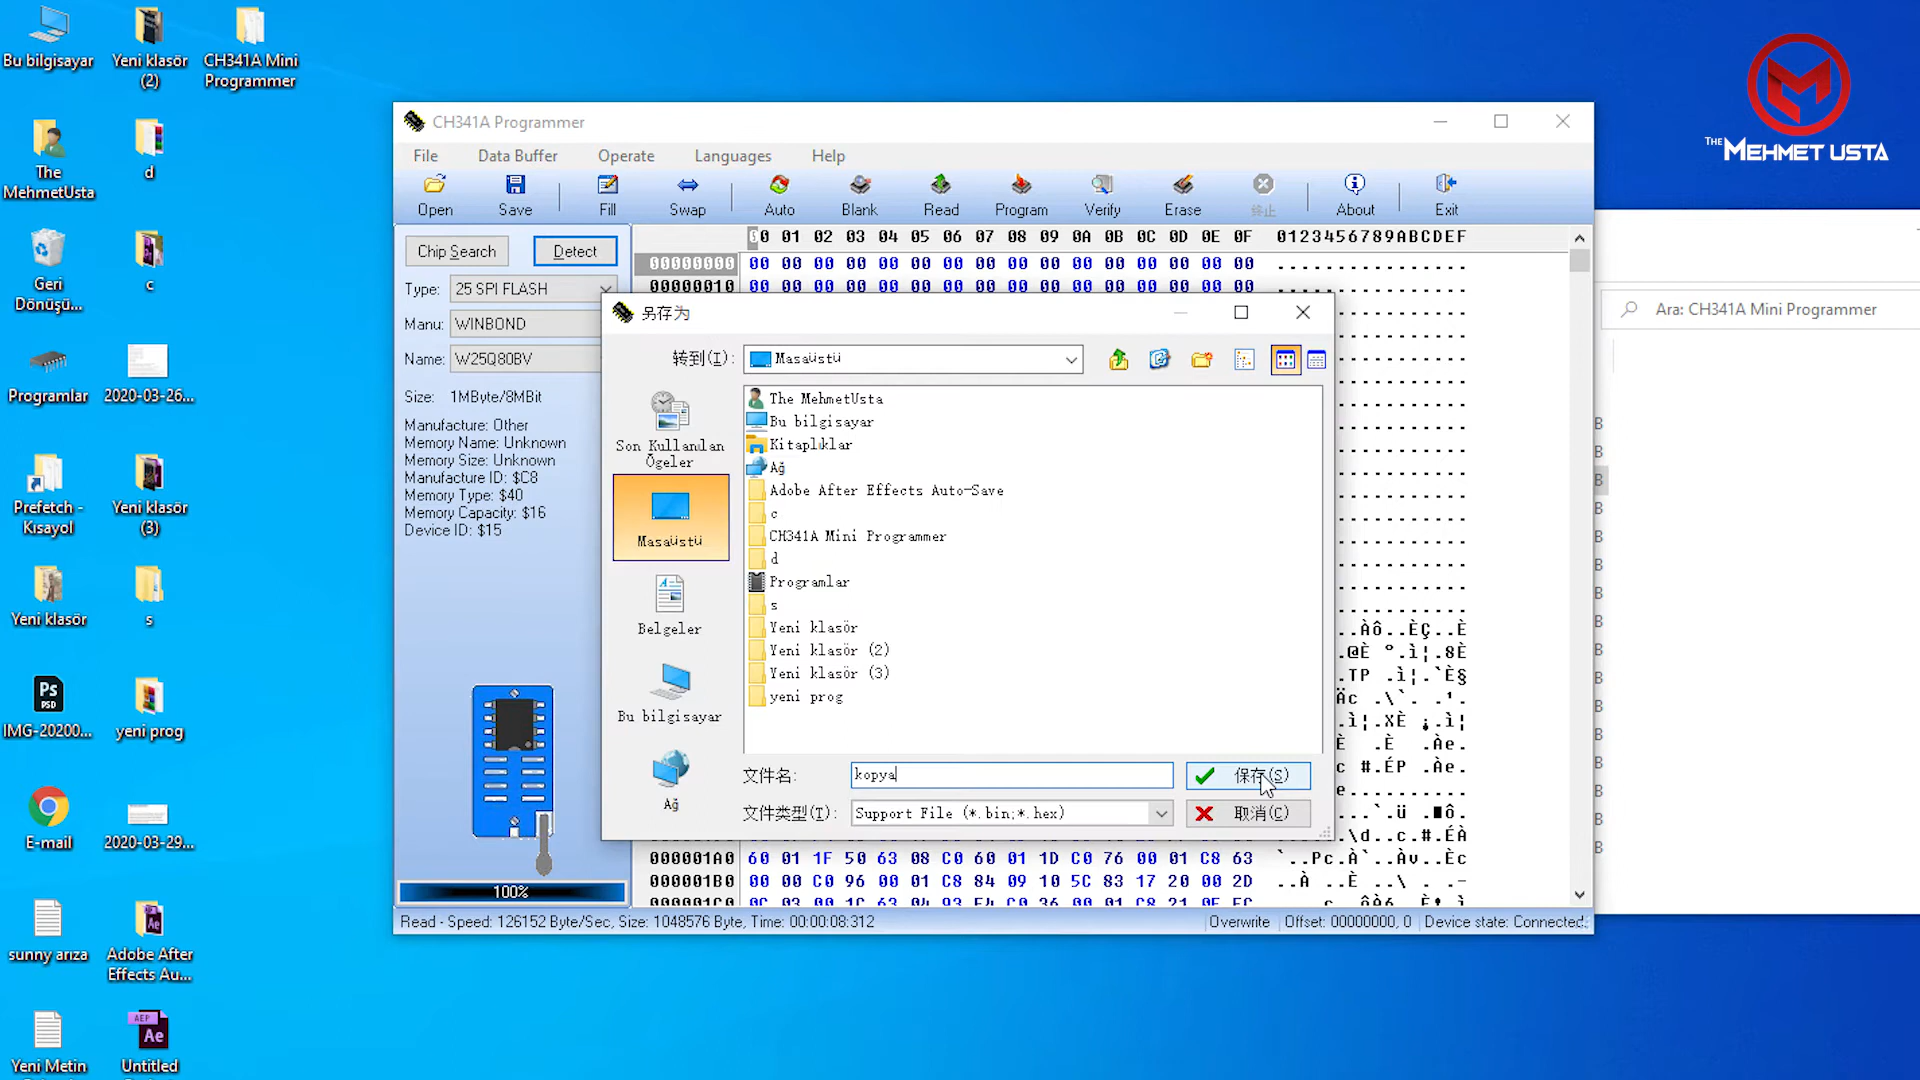 Bu bilgisayar
Yeni klasör
(2)
CH341A Mini
Programmer
The
MehmetUsta
d
Geri
Dönüşü...
c
Programlar
2020-03-26...
Prefetch -
Kısayol
Yeni klasör
(3)
Yeni klasör
s
Ps
PSD
IMG-20200...
yeni prog
E-mail
2020-03-29...
sunny arıza
Adobe After
Effects Au...
Yeni Metin
AEP
Ae
Untitled
THE MEHMET USTA
CH341A Programmer
File Data Buffer Operate Languages Help
Open Save Fill Swap Auto Blank Read Program Verify Erase 终止 About Exit
Chip Search Detect
Type: 25 SPI FLASH
Manu: WINBOND
Name: W25Q80BV
Size: 1MByte/8MBit
Manufacture: Other
Memory Name: Unknown
Memory Size: Unknown
Manufacture ID: $C8
Memory Type: $40
Memory Capacity: $16
Device ID: $15
100%
00 01 02 03 04 05 06 07 08 09 0A 0B 0C 0D 0E 0F 0123456789ABCDEF
00000000 00 00 00 00 00 00 00 00 00 00 00 00 00 00 00 00 ................
00000010 00 00 00 00 00 00 00 00 00 00 00 00 00 00 00 00
另存为
转到(I): Masaüstü
Son Kullanılan
Ögeler
Masaüstü
Belgeler
Bu bilgisayar
Ağ
The MehmetUsta
Bu bilgisayar
Kitaplıklar
Ağ
Adobe After Effects Auto-Save
c
CH341A Mini Programmer
d
Programlar
s
Yeni klasör
Yeni klasör (2)
Yeni klasör (3)
yeni prog
文件名: kopya 保存(S)
文件类型(T): Support File (*.bin;*.hex) 取消(C)
000001A0 60 01 1F 50 63 08 C0 60 01 1D C0 76 00 01 C8 63 `..Pc.À`..Àv..Èc
000001B0 00 00 C0 96 00 01 C8 84 09 10 5C 83 17 20 00 2D ..À...È...\.. .-
Read - Speed: 126152 Byte/Sec, Size: 1048576 Byte, Time: 00:00:08:312
Overwrite Offset: 00000000, 0 Device state: Connected.
Ara: CH341A Mini Programmer